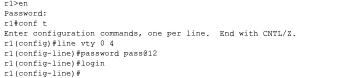 r1>en
Password:
r1#conf t
Enter configuration commands, one per line.  End with CNTL/Z.
r1(config)#line vty 0 4
r1(config-line)#password pass@12
r1(config-line)#login
r1(config-line)#